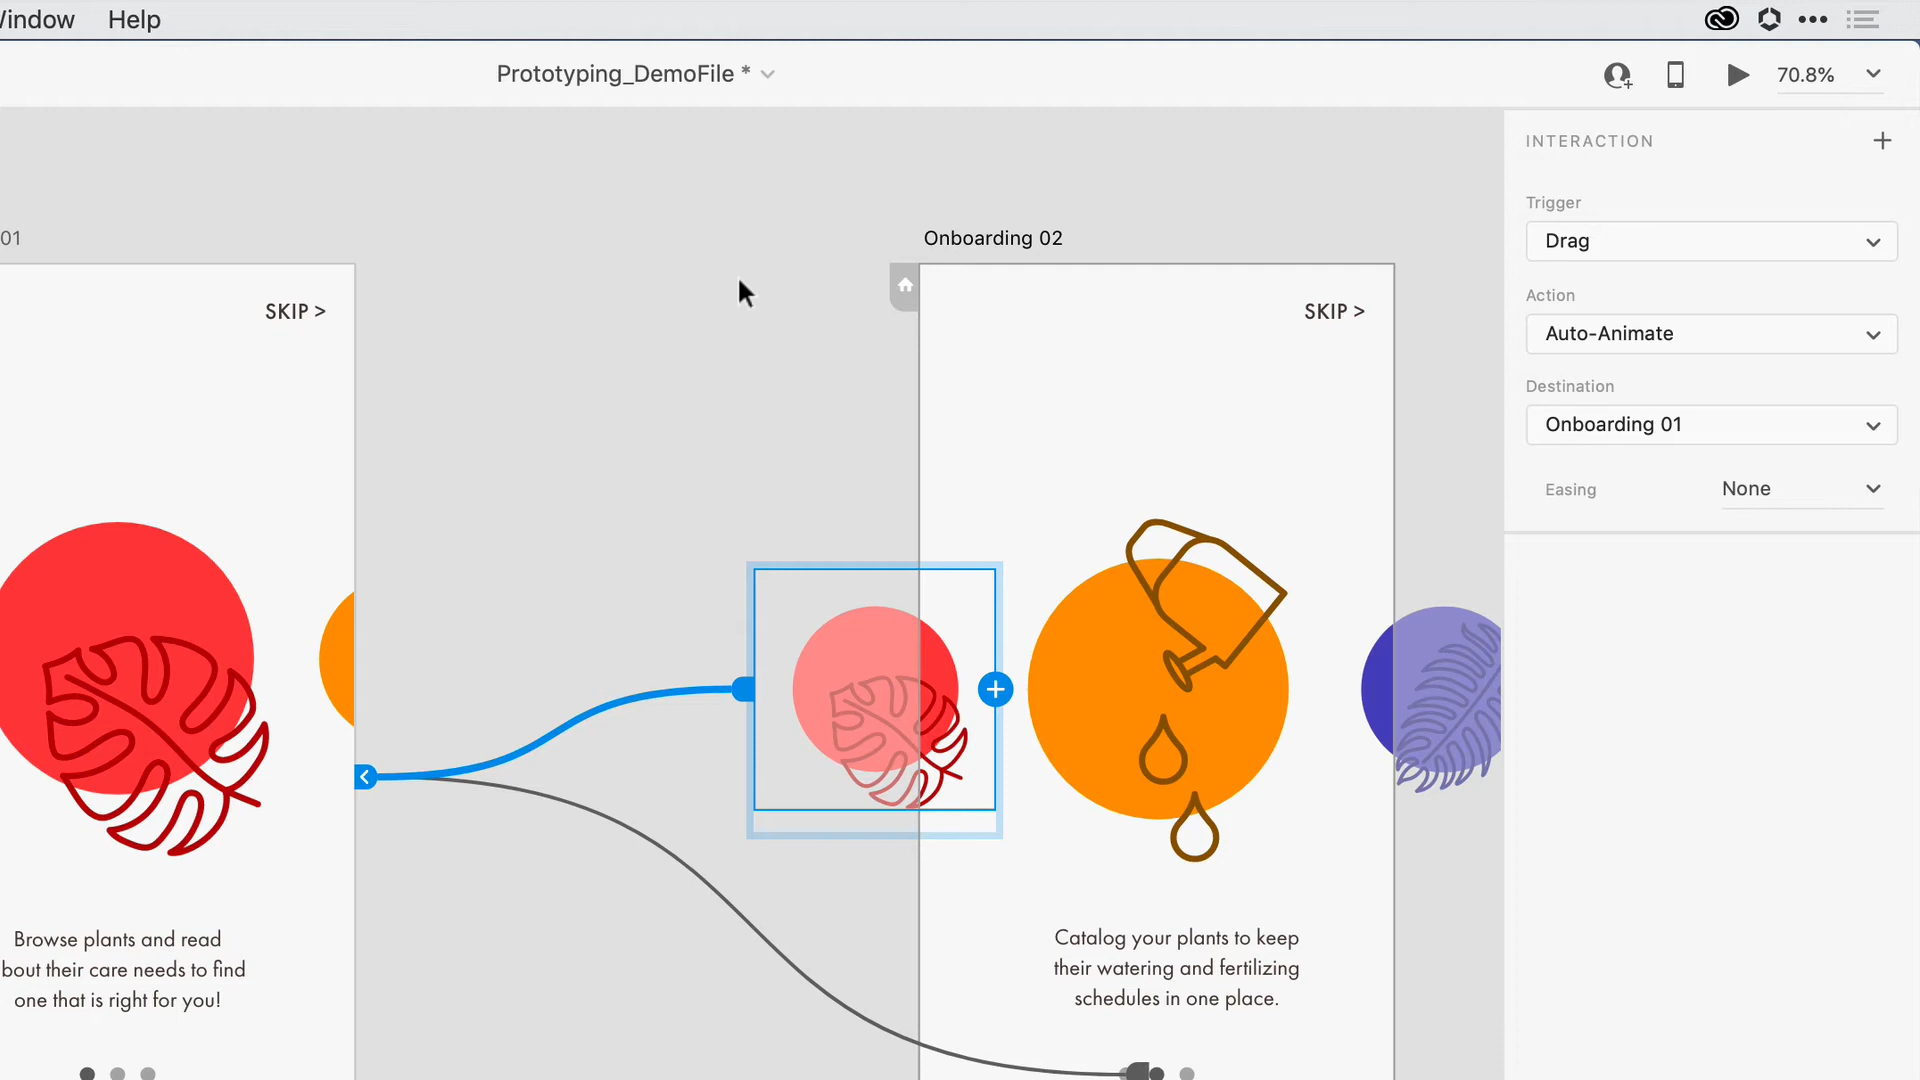 Window Help
Prototyping_DemoFile *
70.8%
INTERACTION
Trigger
Drag
Action
Auto-Animate
Destination
Onboarding 01
Easing None
01
Onboarding 02
SKIP >
SKIP >
Browse plants and read
bout their care needs to find
one that is right for you!
Catalog your plants to keep
their watering and fertilizing
schedules in one place.